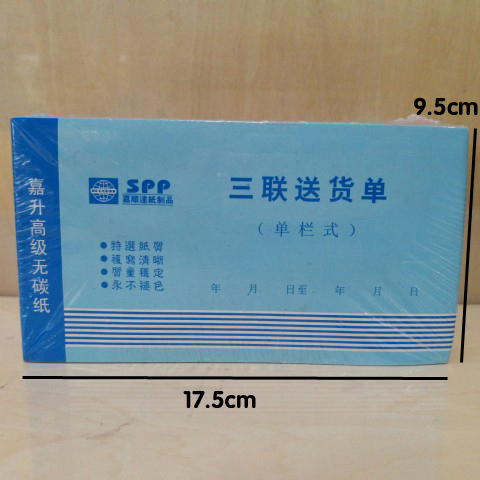 9.5cm
嘉升高级无碳纸
SPP
嘉顺達紙制品
三联送货单
(单栏式)
●特選紙質
●複寫清晰
●質量穩定
●永不褪色
年 月 日至 年 月 日
17.5cm